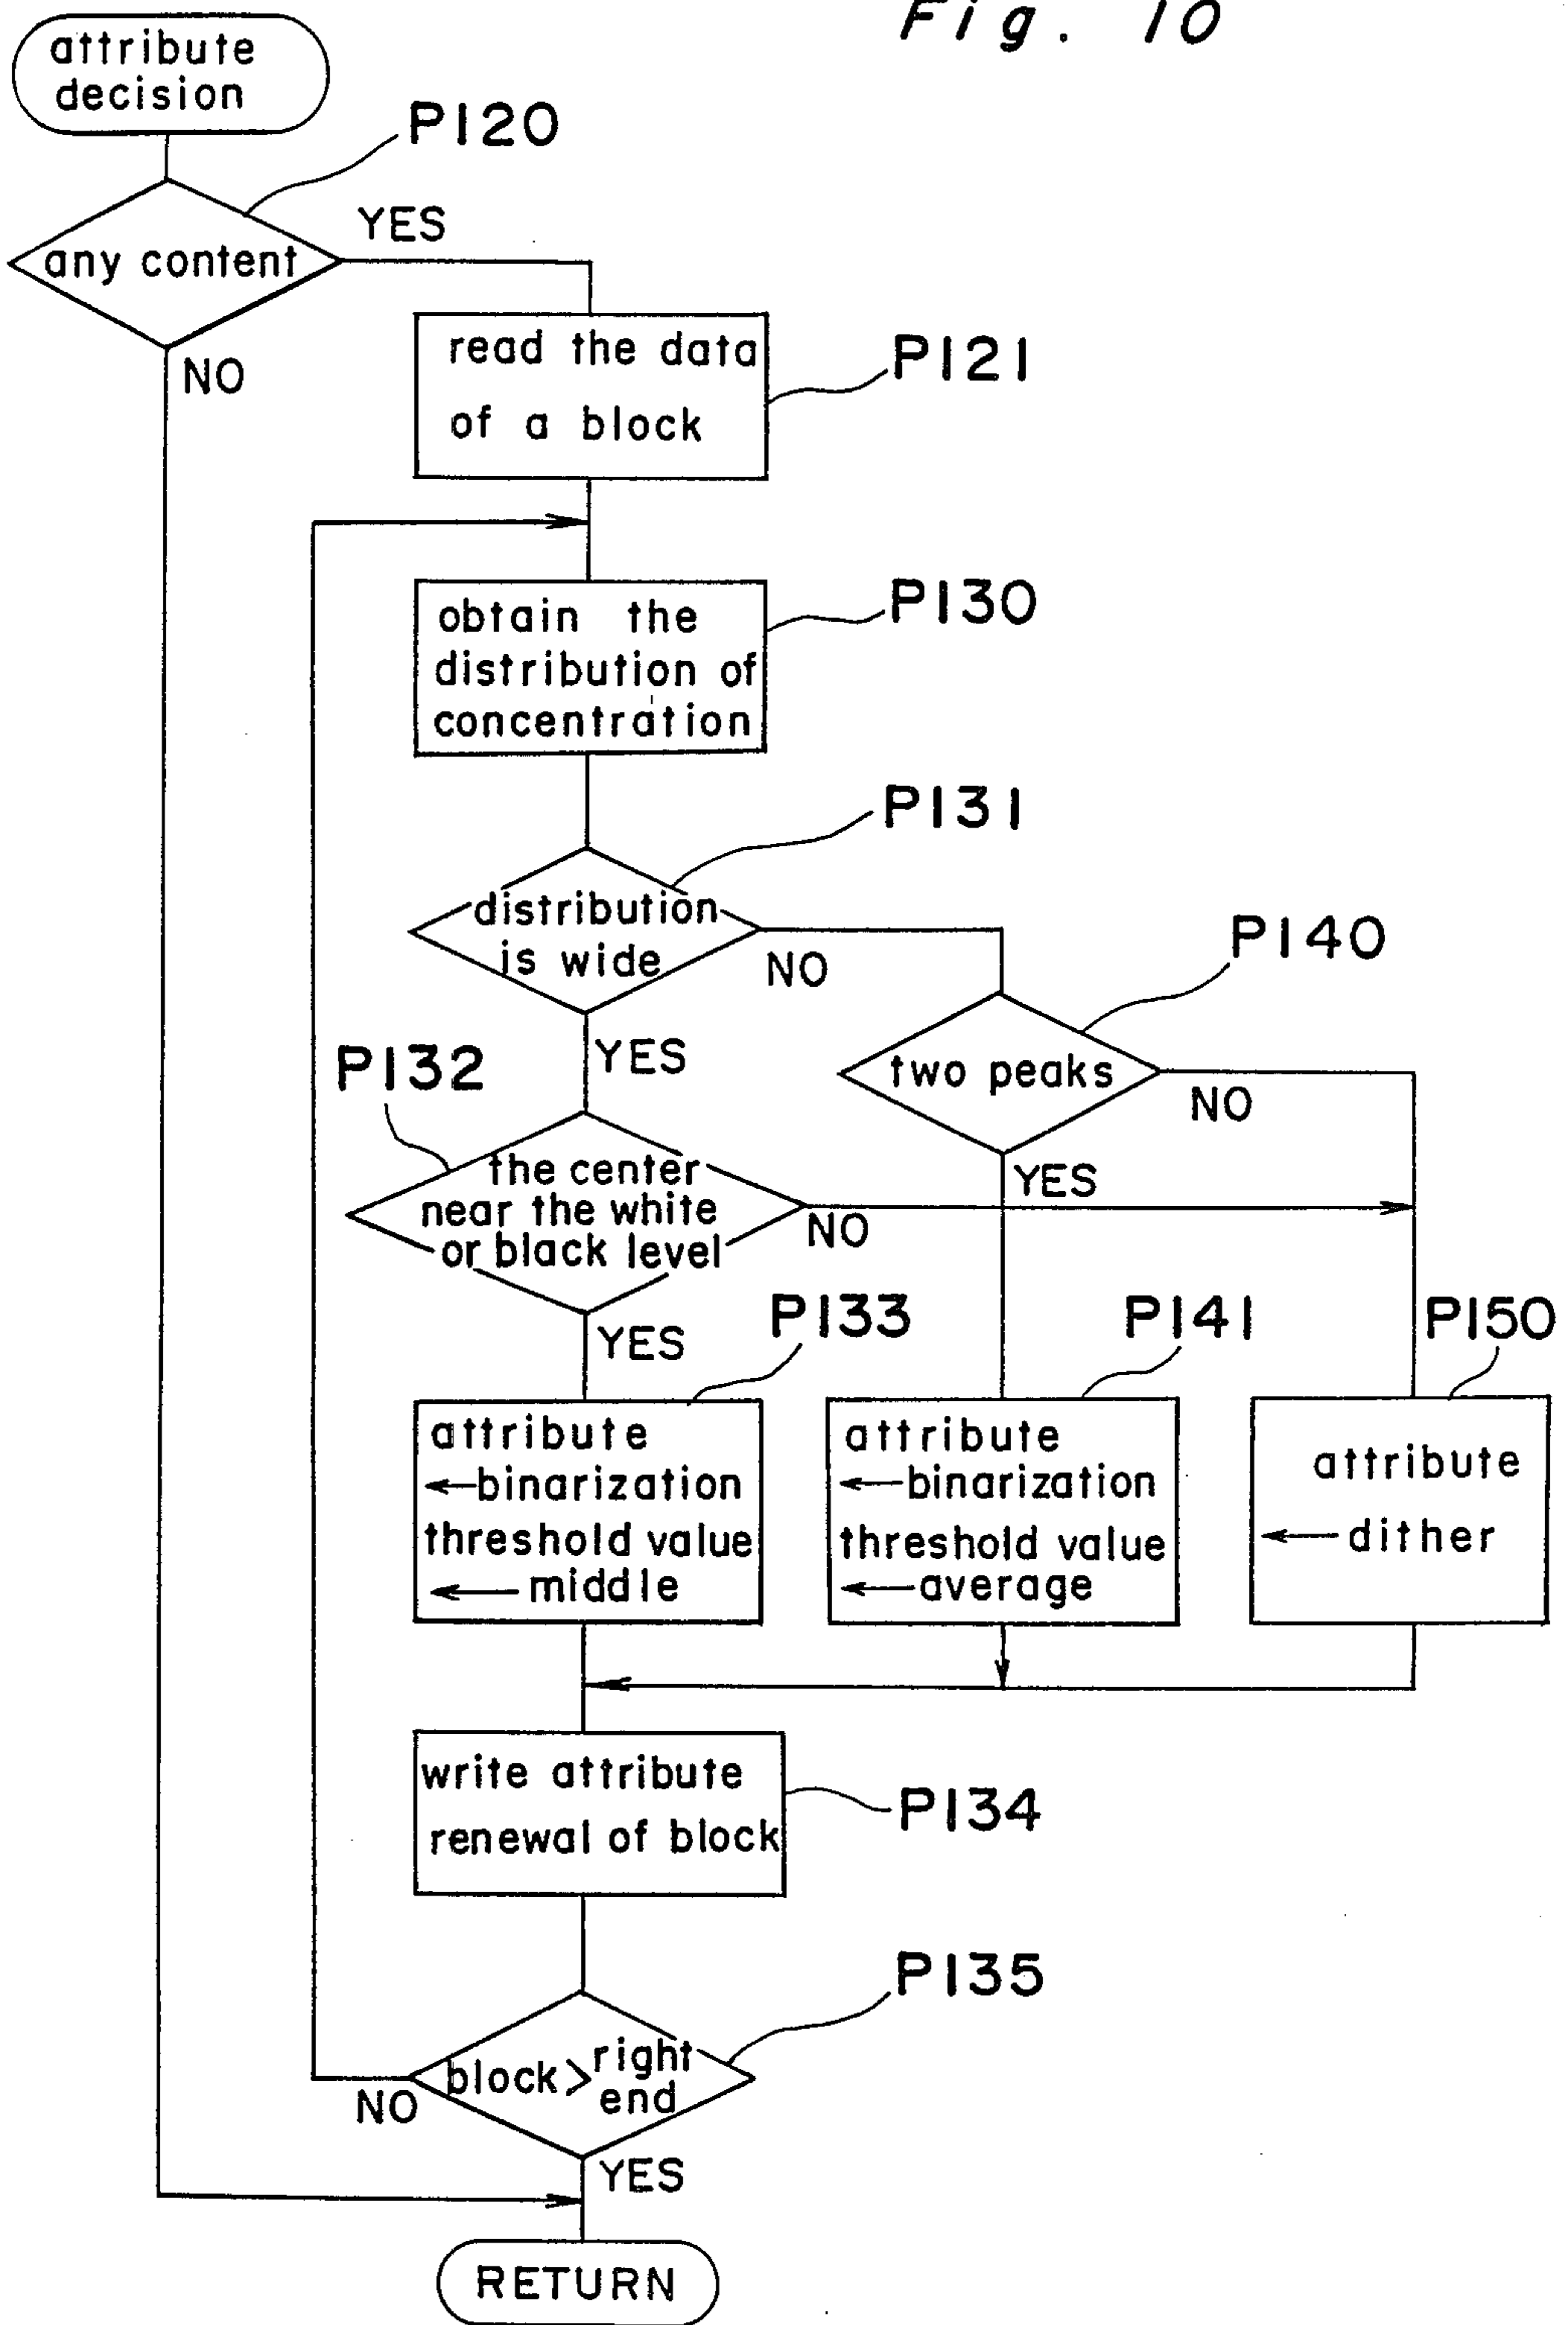 Fig. 10
attribute
decision
P120
YES
any content
NO
read the data
of a block
P121
obtain the
distribution of
concentration
P130
P131
distribution
is wide
NO
P140
YES
P132
two peaks
NO
the center
near the white
or black level
NO
YES
YES
P133
P141
P150
attribute
←binarization
threshold value
← middle
attribute
←binarization
threshold value
←average
attribute
← dither
write attribute
renewal of block
P134
P135
block > right
end
NO
YES
RETURN